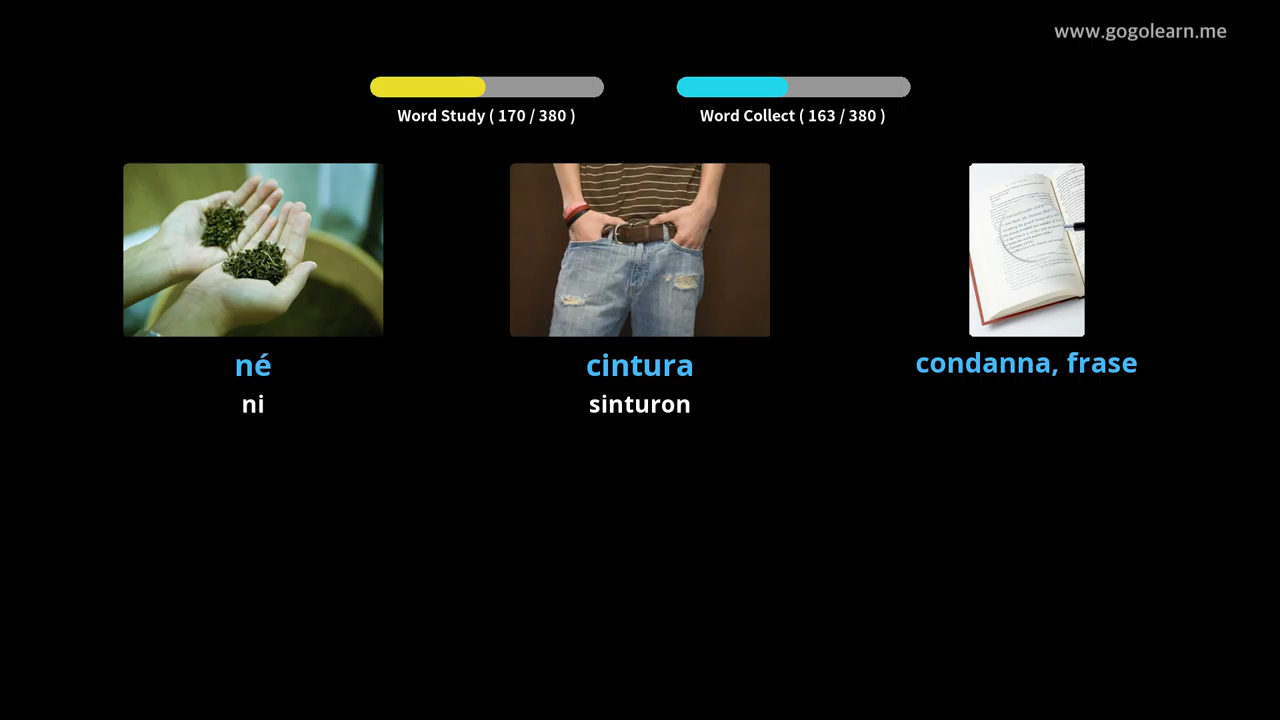 www.gogolearn.me
Word Study ( 170 / 380 )
Word Collect ( 163 / 380 )
né
ni
cintura
sinturon
condanna, frase